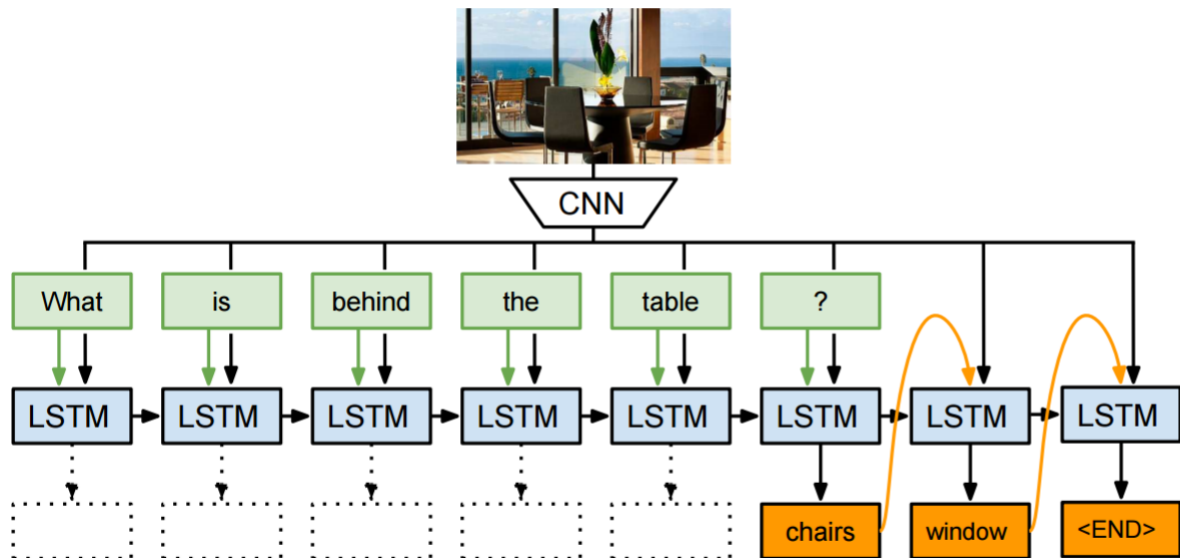 CNN
What is behind the table ?
LSTM LSTM LSTM LSTM LSTM LSTM LSTM LSTM
chairs window <END>